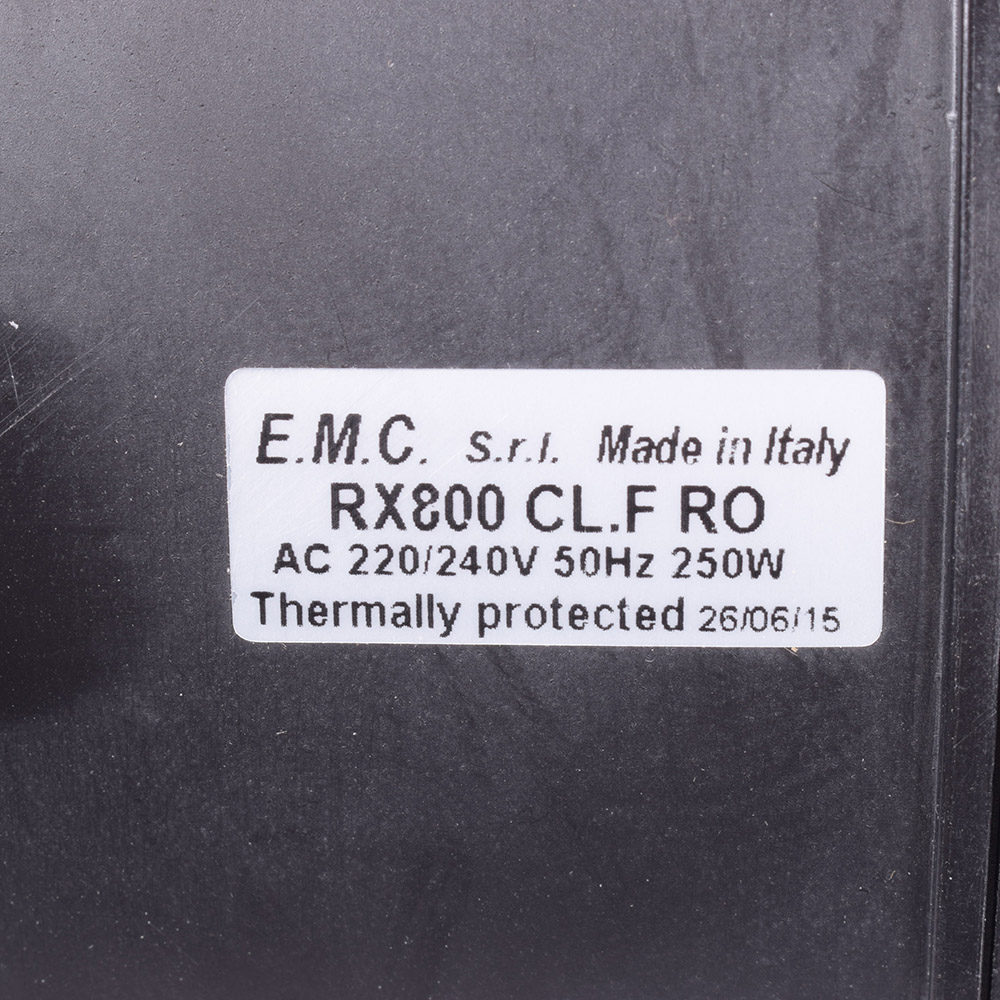 E.M.C. S.r.l. Made in Italy
RX800 CL.F RO
AC 220/240V 50Hz 250W
Thermally protected 26/06/15